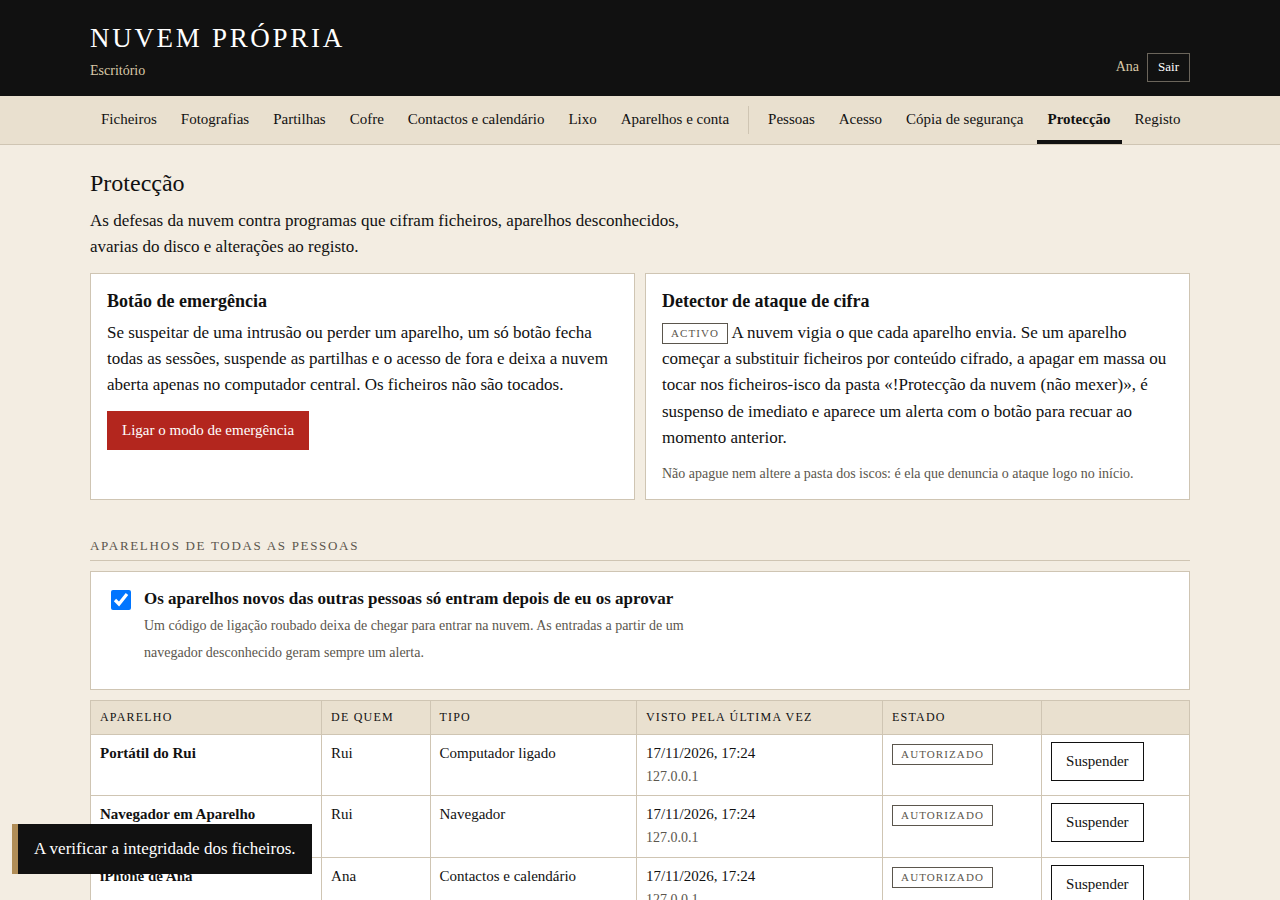 NUVEM PRÓPRIA
Escritório
Ana
Sair
Ficheiros
Fotografias
Partilhas
Cofre
Contactos e calendário
Lixo
Aparelhos e conta
Pessoas
Acesso
Cópia de segurança
Protecção
Registo
Protecção
As defesas da nuvem contra programas que cifram ficheiros, aparelhos desconhecidos,
avarias do disco e alterações ao registo.
Botão de emergência
Se suspeitar de uma intrusão ou perder um aparelho, um só botão fecha
todas as sessões, suspende as partilhas e o acesso de fora e deixa a nuvem
aberta apenas no computador central. Os ficheiros não são tocados.
Ligar o modo de emergência
Detector de ataque de cifra
ACTIVO A nuvem vigia o que cada aparelho envia. Se um aparelho
começar a substituir ficheiros por conteúdo cifrado, a apagar em massa ou
tocar nos ficheiros-isco da pasta «!Protecção da nuvem (não mexer)», é
suspenso de imediato e aparece um alerta com o botão para recuar ao
momento anterior.
Não apague nem altere a pasta dos iscos: é ela que denuncia o ataque logo no início.
APARELHOS DE TODAS AS PESSOAS
Os aparelhos novos das outras pessoas só entram depois de eu os aprovar
Um código de ligação roubado deixa de chegar para entrar na nuvem. As entradas a partir de um
navegador desconhecido geram sempre um alerta.
APARELHO
DE QUEM
TIPO
VISTO PELA ÚLTIMA VEZ
ESTADO
Portátil do Rui
Rui
Computador ligado
17/11/2026, 17:24
127.0.0.1
AUTORIZADO
Suspender
Navegador em Aparelho
Rui
Navegador
17/11/2026, 17:24
127.0.0.1
AUTORIZADO
Suspender
A verificar a integridade dos ficheiros.
iPhone de Ana
Ana
Contactos e calendário
17/11/2026, 17:24
127.0.0.1
AUTORIZADO
Suspender